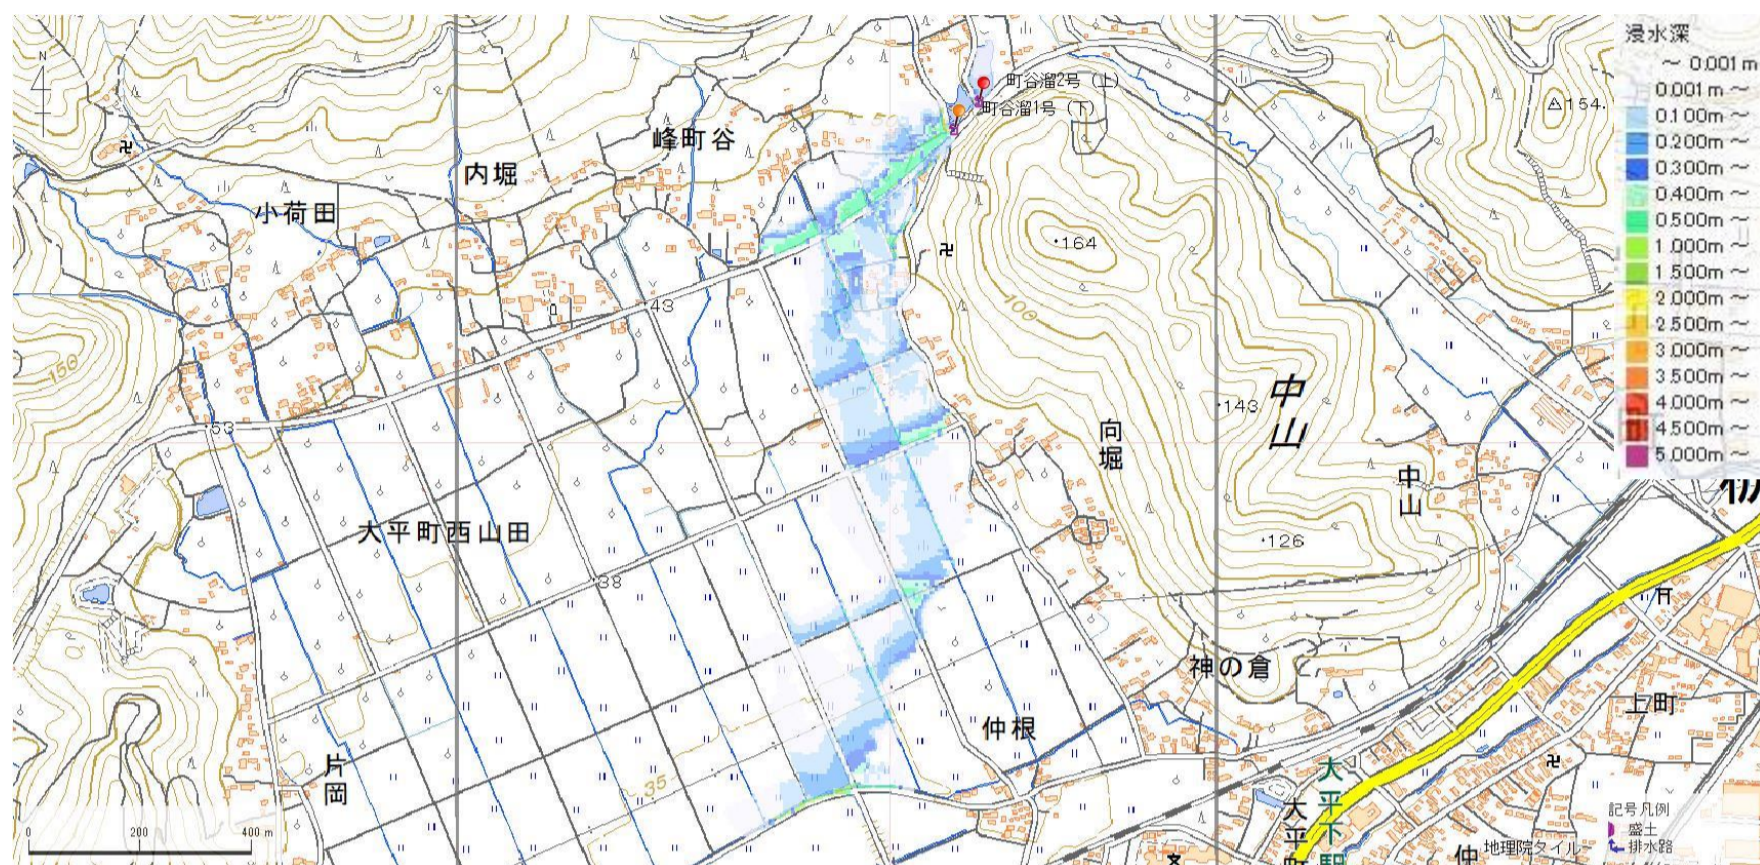 浸水深
～ 0.001 m
0.001 m ～
0.100m ～
0.200m ～
0.300m ～
0.400m ～
0.500m ～
1.000m ～
1.500m ～
2.000m ～
2.500m ～
3.000m ～
3.500m ～
4.000m ～
4.500m ～
5.000m ～
N
町谷溜2号（上）
町谷溜1号（下）
154
峰町谷
内堀
小荷田
164
100
43
150
53
143
中山
向堀
中山
大平町西山田
126
38
神の倉
上町
仲根
35
片岡
大平下駅
大平町
仲
0 200 400 m
記号凡例
盛土
排水路
地理院タイル